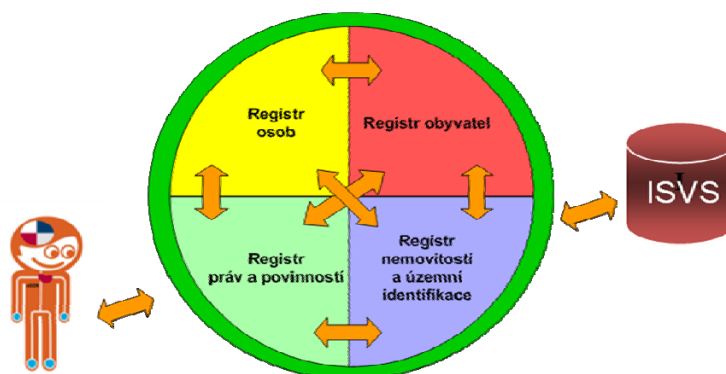 Registr
osob
Registr obyvatel
Registr
práv a povinností
Registr
nemovitostí
a územní
identifikace
ISVS